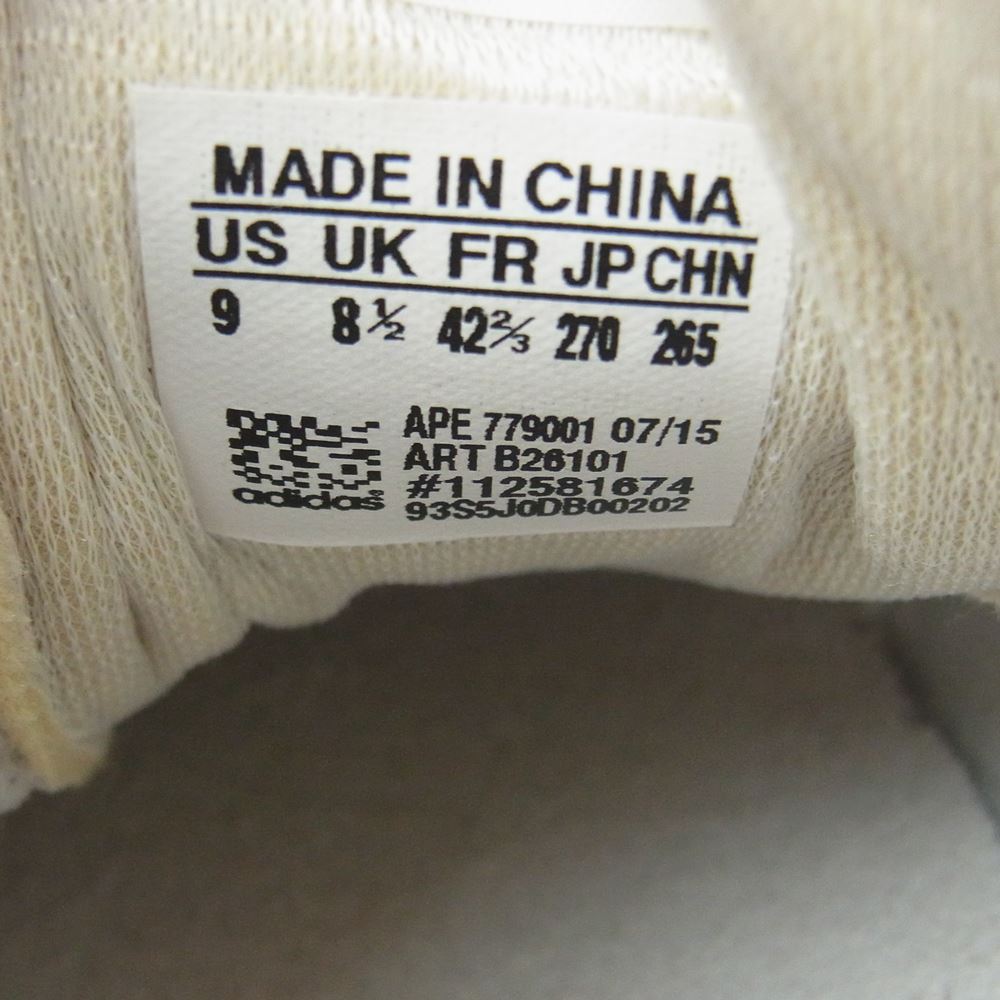 MADE IN CHINA
US UK FR JP CHN
9 8½ 42⅔ 270 265
APE 779001 07/15
ART B26101
#112581674
adidas® 93S5J0DB00202